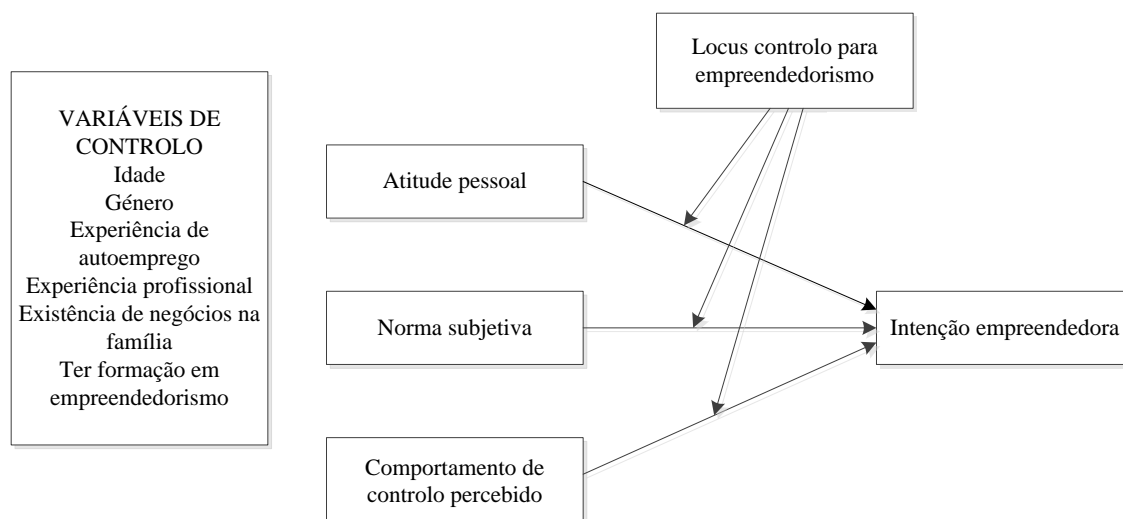 VARIÁVEIS DE
CONTROLO
Idade
Género
Experiência de
autoemprego
Experiência profissional
Existência de negócios na
família
Ter formação em
empreendedorismo
Locus controlo para
empreendedorismo
Atitude pessoal
Norma subjetiva
Comportamento de
controlo percebido
Intenção empreendedora